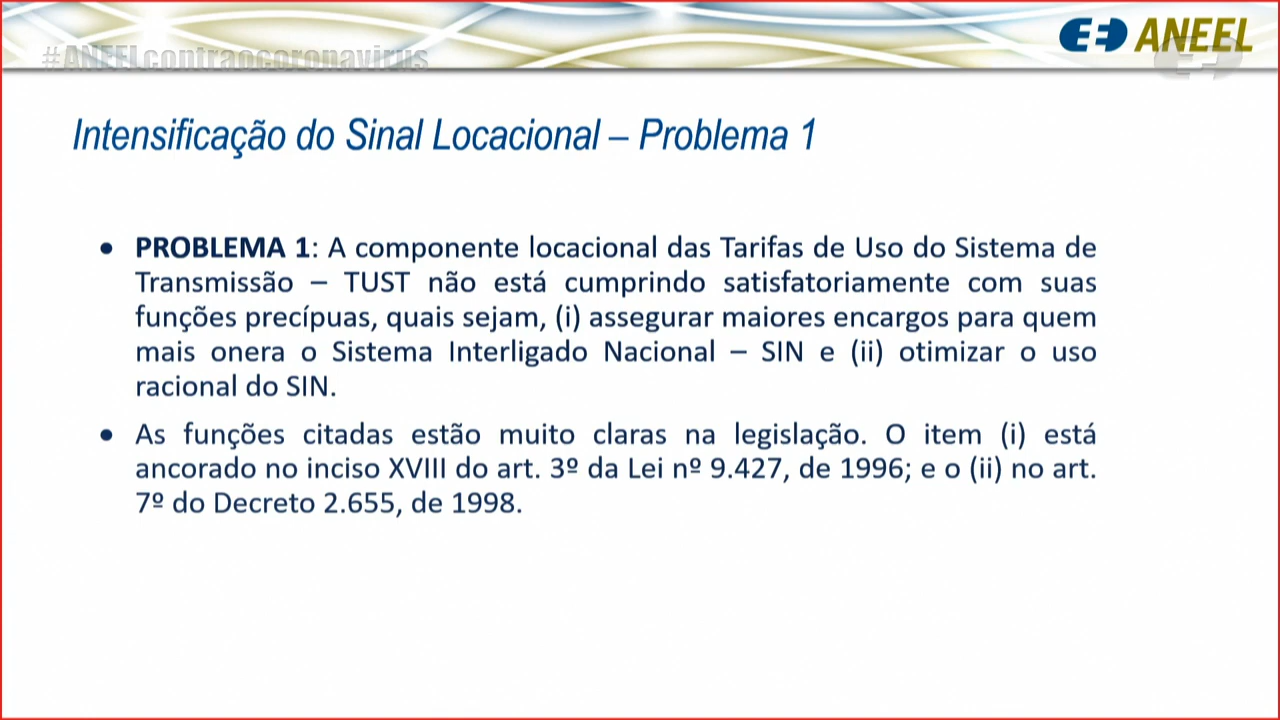 #ANEELcontraocoronavirus
ANEEL
Intensificação do Sinal Locacional – Problema 1
• PROBLEMA 1: A componente locacional das Tarifas de Uso do Sistema de
Transmissão – TUST não está cumprindo satisfatoriamente com suas
funções precípuas, quais sejam, (i) assegurar maiores encargos para quem
mais onera o Sistema Interligado Nacional – SIN e (ii) otimizar o uso
racional do SIN.
• As funções citadas estão muito claras na legislação. O item (i) está
ancorado no inciso XVIII do art. 3º da Lei nº 9.427, de 1996; e o (ii) no art.
7º do Decreto 2.655, de 1998.